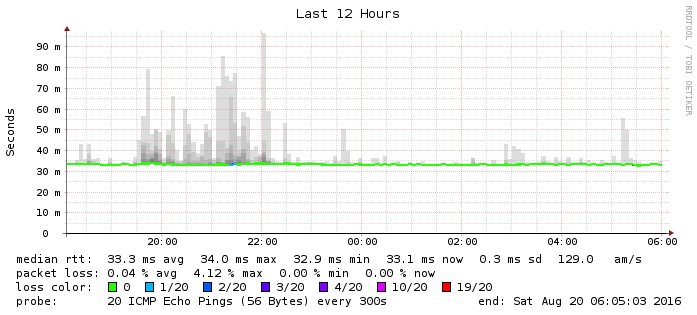 Last 12 Hours
RRDTOOL / TOBI OETIKER
Seconds
90 m
80 m
70 m
60 m
50 m
40 m
30 m
20 m
10 m
0
20:00 22:00 00:00 02:00 04:00 06:00
median rtt: 33.3 ms avg 34.0 ms max 32.9 ms min 33.1 ms now 0.3 ms sd 129.0 am/s
packet loss: 0.04 % avg 4.12 % max 0.00 % min 0.00 % now
loss color: 0 1/20 2/20 3/20 4/20 10/20 19/20
probe: 20 ICMP Echo Pings (56 Bytes) every 300s end: Sat Aug 20 06:05:03 2016